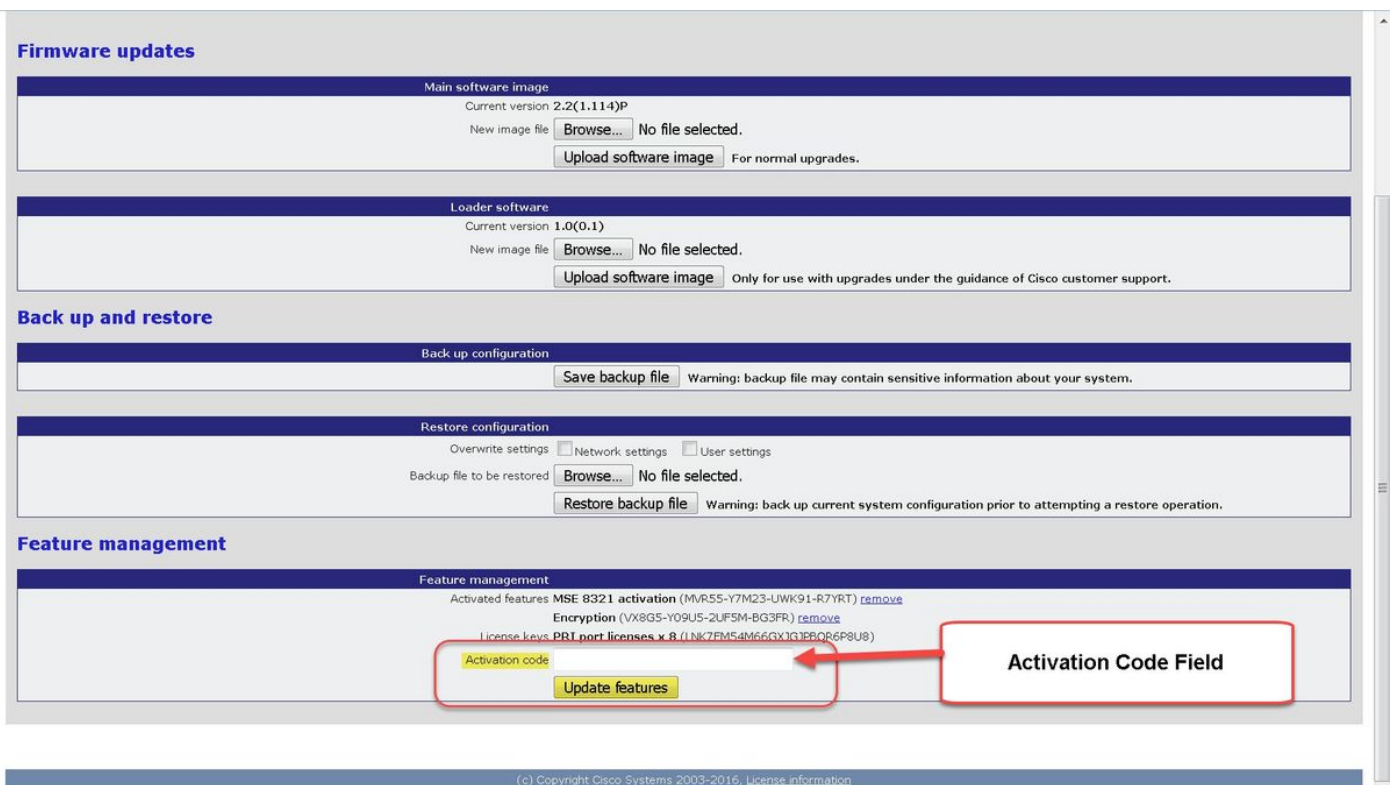 Firmware updates
Main software image
Current version 2.2(1.114)P
New image file Browse... No file selected.
Upload software image For normal upgrades.
Loader software
Current version 1.0(0.1)
New image file Browse... No file selected.
Upload software image Only for use with upgrades under the guidance of Cisco customer support.
Back up and restore
Back up configuration
Save backup file Warning: backup file may contain sensitive information about your system.
Restore configuration
Overwrite settings Network settings User settings
Backup file to be restored Browse... No file selected.
Restore backup file Warning: back up current system configuration prior to attempting a restore operation.
Feature management
Feature management
Activated features MSE 8321 activation (MVR55-Y7M23-UWK91-R7YRT) remove
Encryption (VX8G5-Y09U5-2UF5M-BG3FR) remove
License keys PRI port licenses x 8
Activation code
Activation Code Field
Update features
(c) Copyright Cisco Systems 2003-2016, License information